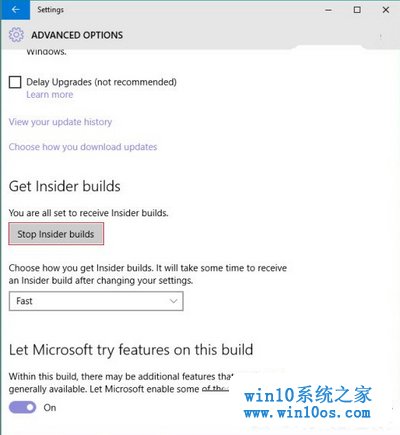 Settings
ADVANCED OPTIONS
Windows.
Delay Upgrades (not recommended)
Learn more
View your update history
Choose how you download updates
Get Insider builds
You are all set to receive Insider builds.
Stop Insider builds
Choose how you get Insider builds. It will take some time to receive
an Insider build after changing your settings.
Fast
Let Microsoft try features on this build
Within this build, there may be additional features that
generally available. Let Microsoft enable some of
On
win10系统之家
www.win10os.com